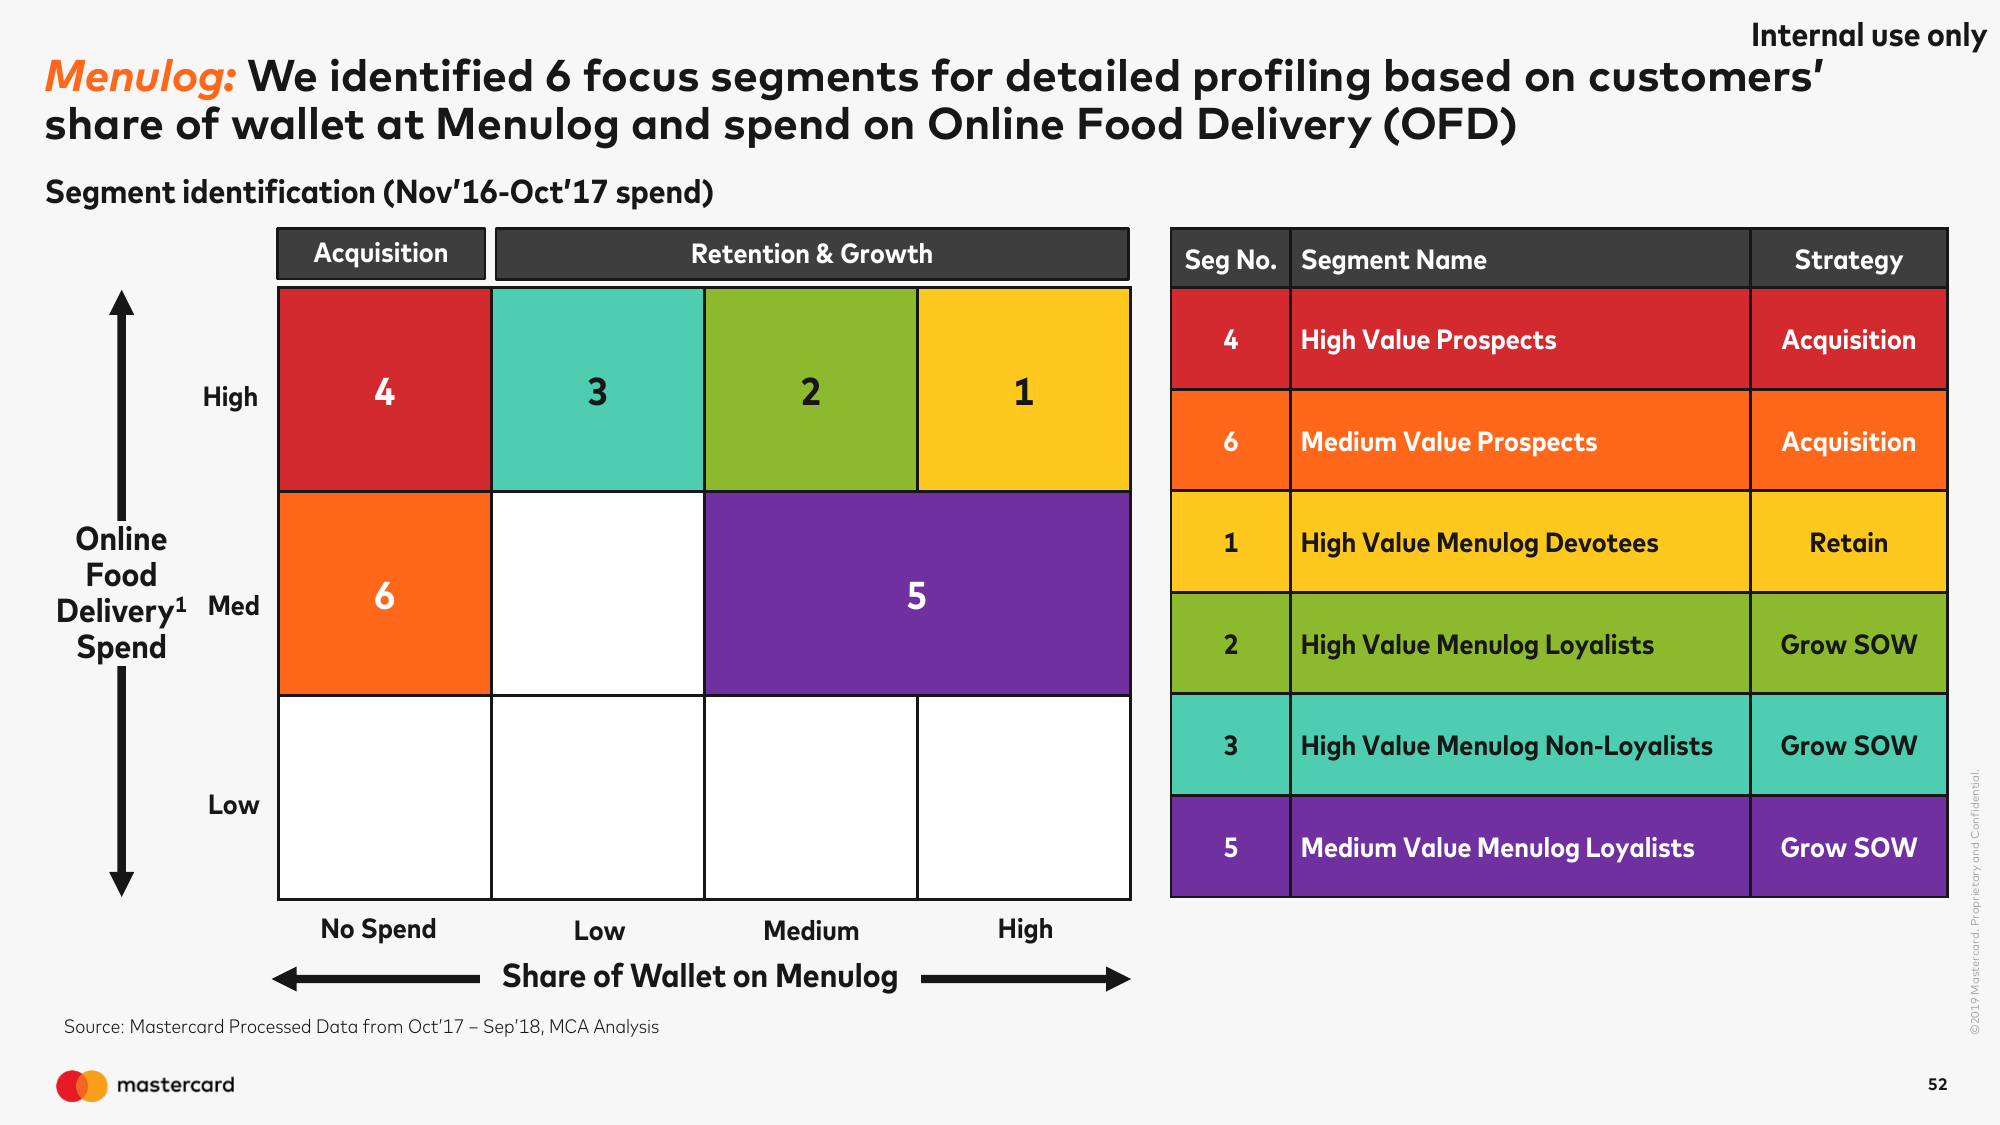 Internal use only
Menulog: We identified 6 focus segments for detailed profiling based on customers’
share of wallet at Menulog and spend on Online Food Delivery (OFD)
Segment identification (Nov’16-Oct’17 spend)
Acquisition
Retention & Growth
Online
Food
Delivery¹
Spend
High
Med
Low
4
3
2
1
6
5
No Spend
Low
Medium
High
Share of Wallet on Menulog
Seg No. Segment Name Strategy
4 High Value Prospects Acquisition
6 Medium Value Prospects Acquisition
1 High Value Menulog Devotees Retain
2 High Value Menulog Loyalists Grow SOW
3 High Value Menulog Non-Loyalists Grow SOW
5 Medium Value Menulog Loyalists Grow SOW
Source: Mastercard Processed Data from Oct’17 – Sep’18, MCA Analysis
©2019 Mastercard. Proprietary and Confidential.
mastercard
52